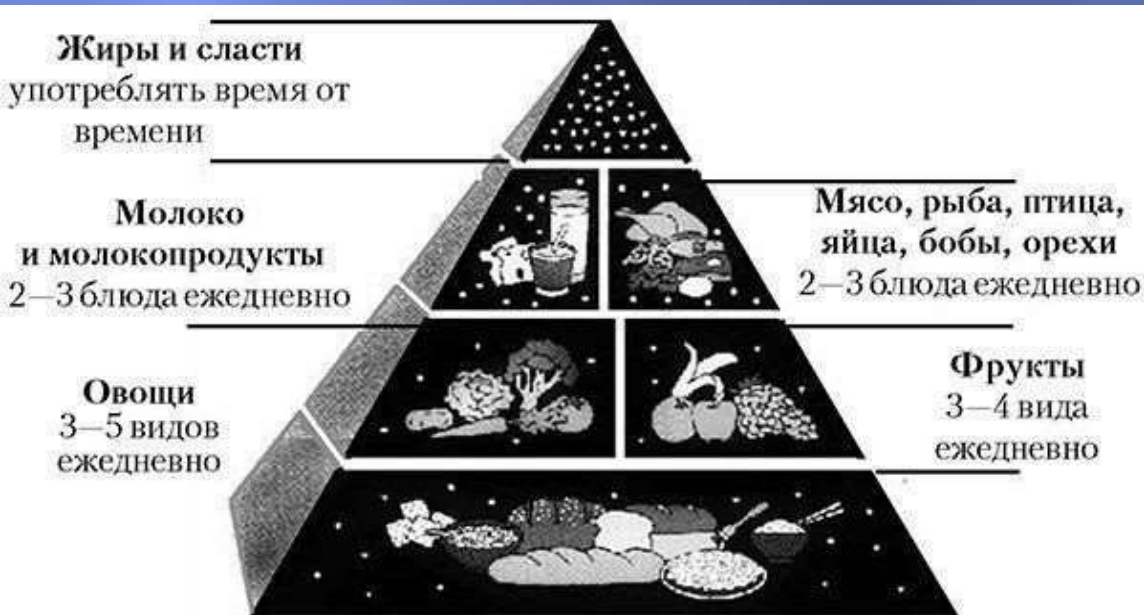 Жиры и сласти
употреблять время от
времени
Молоко
и молокопродукты
2—3 блюда ежедневно
Мясо, рыба, птица,
яйца, бобы, орехи
2—3 блюда ежедневно
Овощи
3—5 видов
ежедневно
Фрукты
3—4 вида
ежедневно